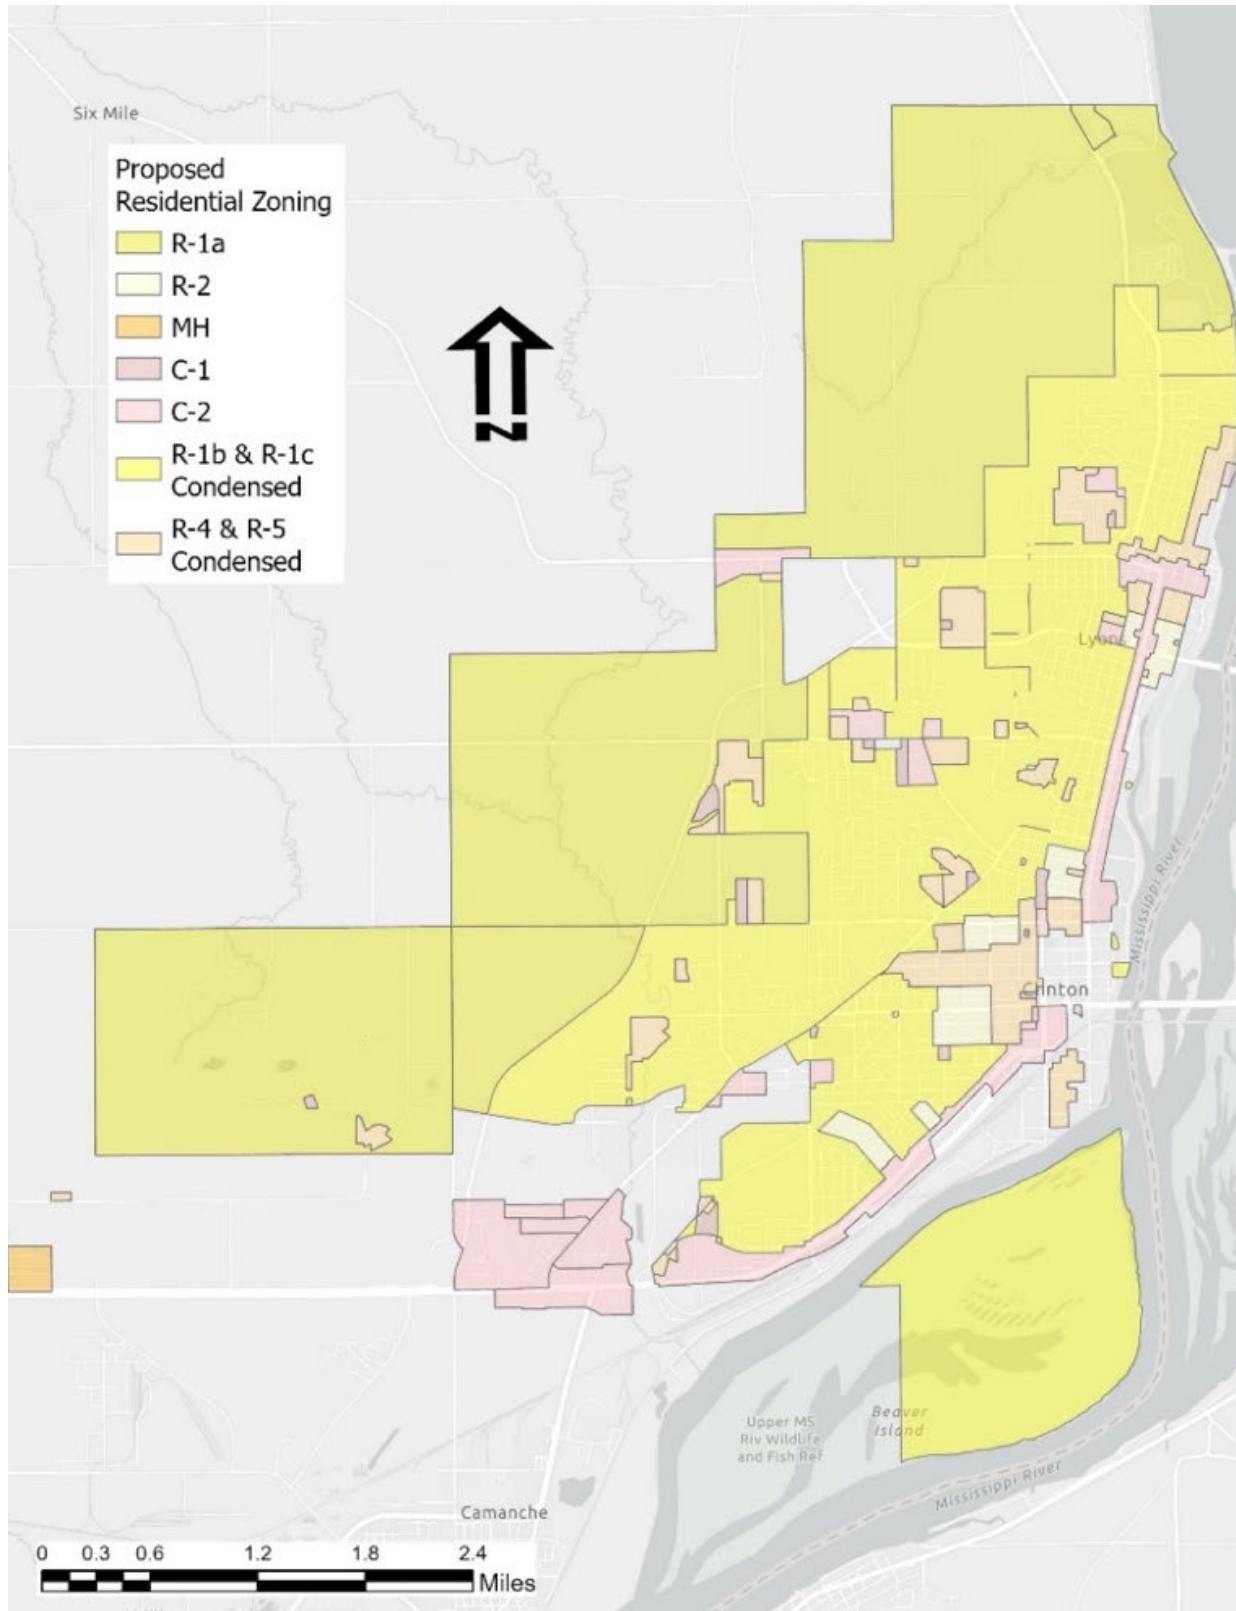 Six Mile
Proposed
Residential Zoning
R-1a
R-2
MH
C-1
C-2
R-1b & R-1c
Condensed
R-4 & R-5
Condensed
N
Lyons
Mississippi River
Clinton
Beaver
Island
Upper MS
Riv Wildlife
and Fish Ref
Mississippi River
Camanche
0 0.3 0.6 1.2 1.8 2.4
Miles